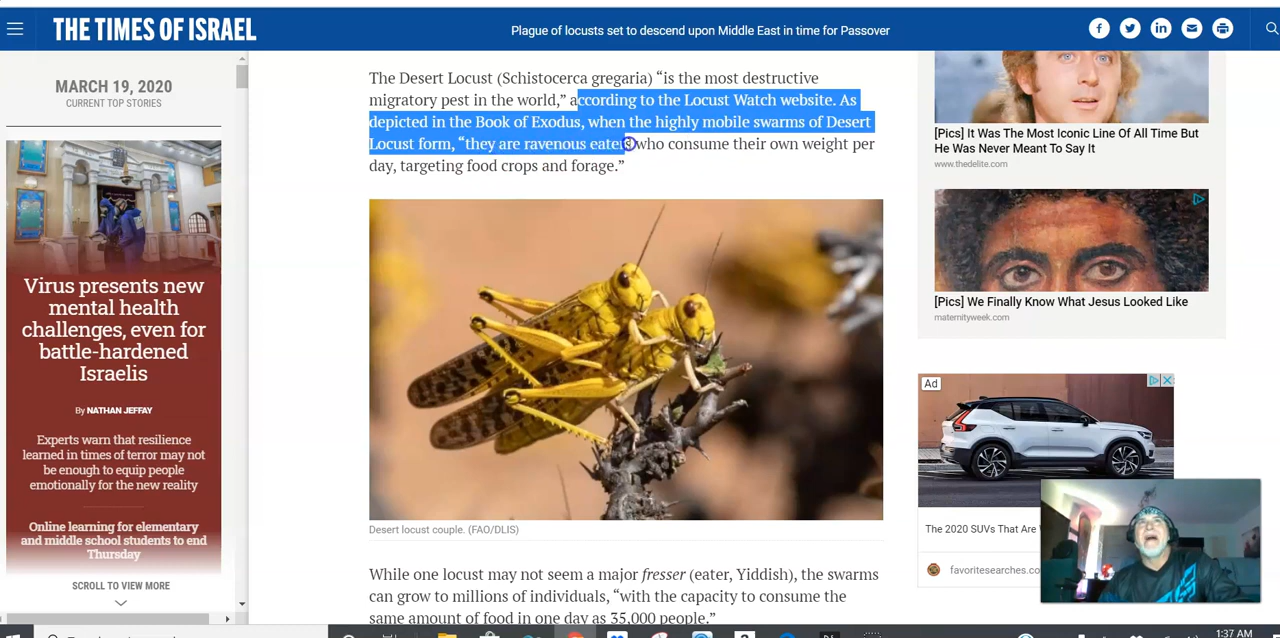 THE TIMES OF ISRAEL
Plague of locusts set to descend upon Middle East in time for Passover
MARCH 19, 2020
CURRENT TOP STORIES
Virus presents new
mental health
challenges, even for
battle-hardened
Israelis
By NATHAN JEFFAY
Experts warn that resilience
learned in times of terror may not
be enough to equip people
emotionally for the new reality
Online learning for elementary
and middle school students to end
Thursday
SCROLL TO VIEW MORE
The Desert Locust (Schistocerca gregaria) “is the most destructive
migratory pest in the world,” according to the Locust Watch website. As
depicted in the Book of Exodus, when the highly mobile swarms of Desert
Locust form, “they are ravenous eaters who consume their own weight per
day, targeting food crops and forage.”
Desert locust couple. (FAO/DLIS)
While one locust may not seem a major fresser (eater, Yiddish), the swarms
can grow to millions of individuals, “with the capacity to consume the
same amount of food in one day as 35,000 people.”
[Pics] It Was The Most Iconic Line Of All Time But
He Was Never Meant To Say It
www.thedelite.com
[Pics] We Finally Know What Jesus Looked Like
maternityweek.com
Ad
The 2020 SUVs That Are
favoritesearches.co
1:37 AM